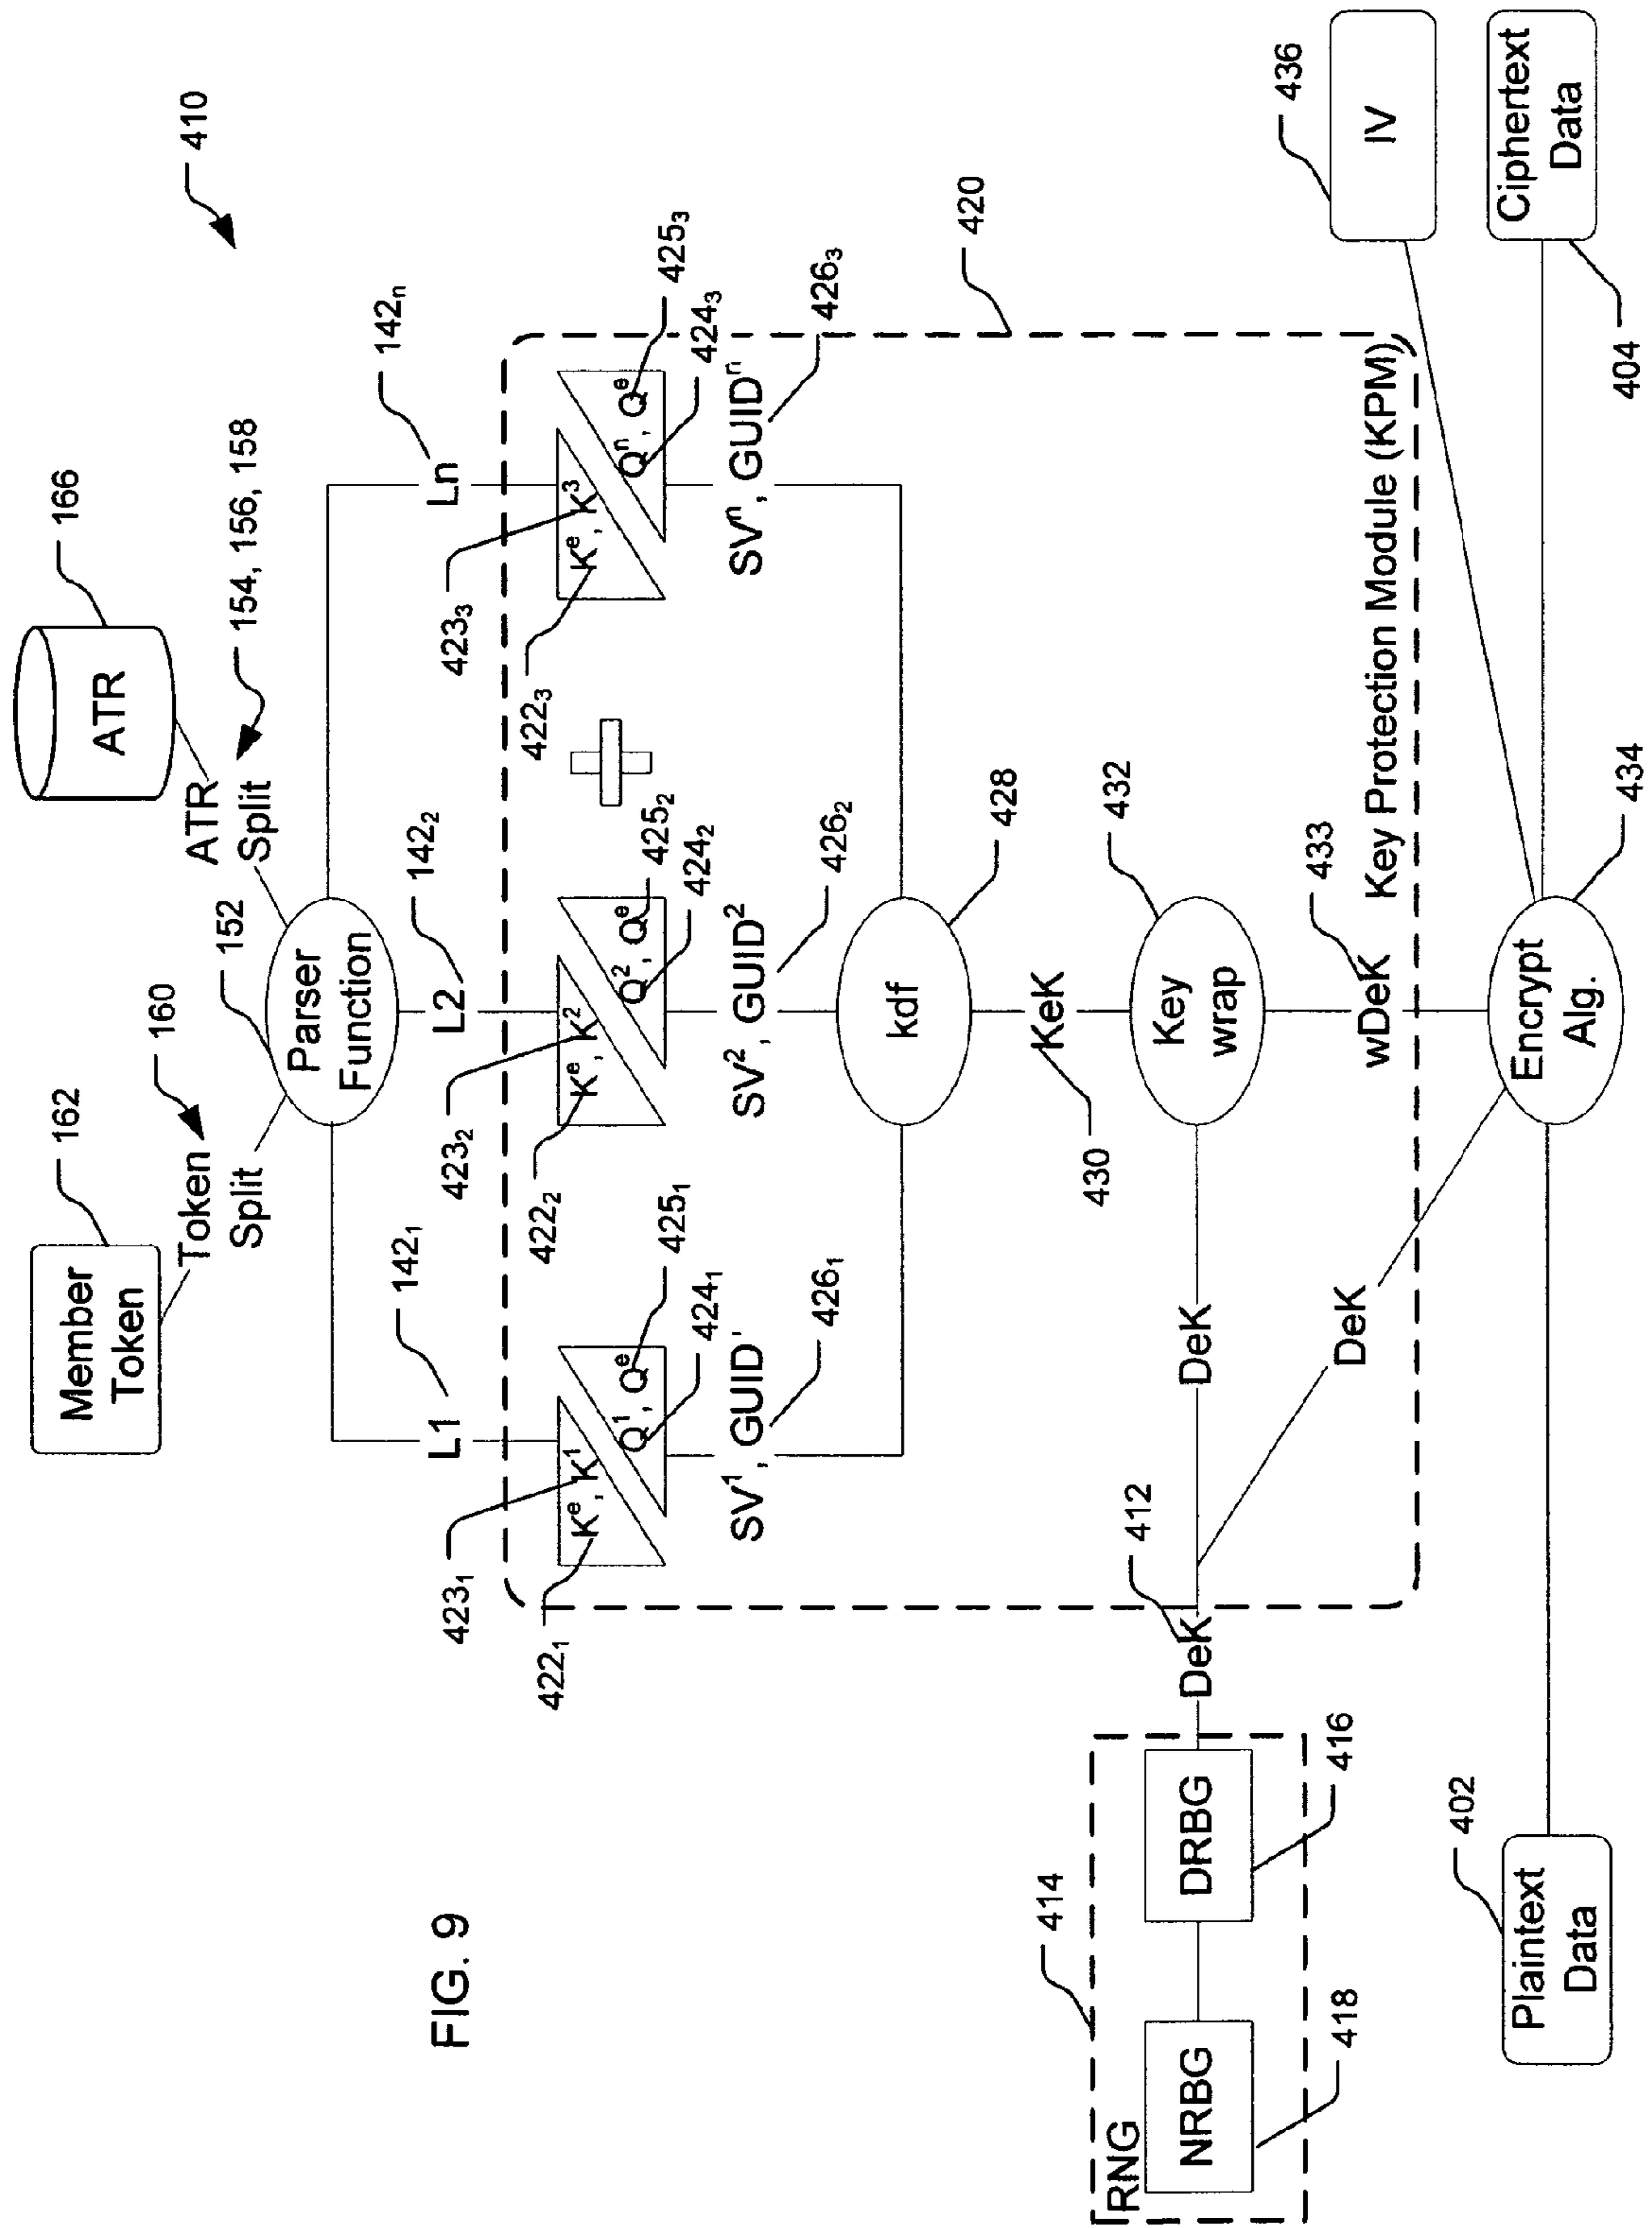 FIG. 9
410
Member
Token
162
Token
Split
160
152
Parser
Function
ATR
166
ATR
Split
154, 156, 158
L1
142₁
L2
142₂
Ln
142ₙ
423₁
422₁
Kᵉ, K¹
Q¹, Qᵉ
425₁
424₁
SV¹, GUID
426₁
423₂
422₂
Kᵉ, K²
Q², Qᵉ
425₂
424₂
SV², GUID²
426₂
423₃
422₃
Kᵉ, K³
Qⁿ, Qᵉ
425₃
424₃
SVⁿ, GUIDⁿ
426₃
420
kdf
428
KeK
430
Key
wrap
432
RNG
414
NRBG
418
DRBG
416
DeK
412
DeK
DeK
wDeK
433
Key Protection Module (KPM)
Encrypt
Alg.
434
Plaintext
Data
402
IV
436
Ciphertext
Data
404